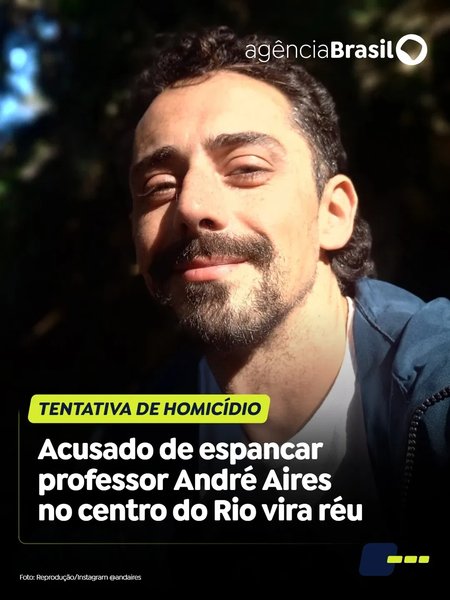 agênciaBrasil
TENTATIVA DE HOMICÍDIO
Acusado de espancar
professor André Aires
no centro do Rio vira réu
Foto: Reprodução/Instagram @andaires